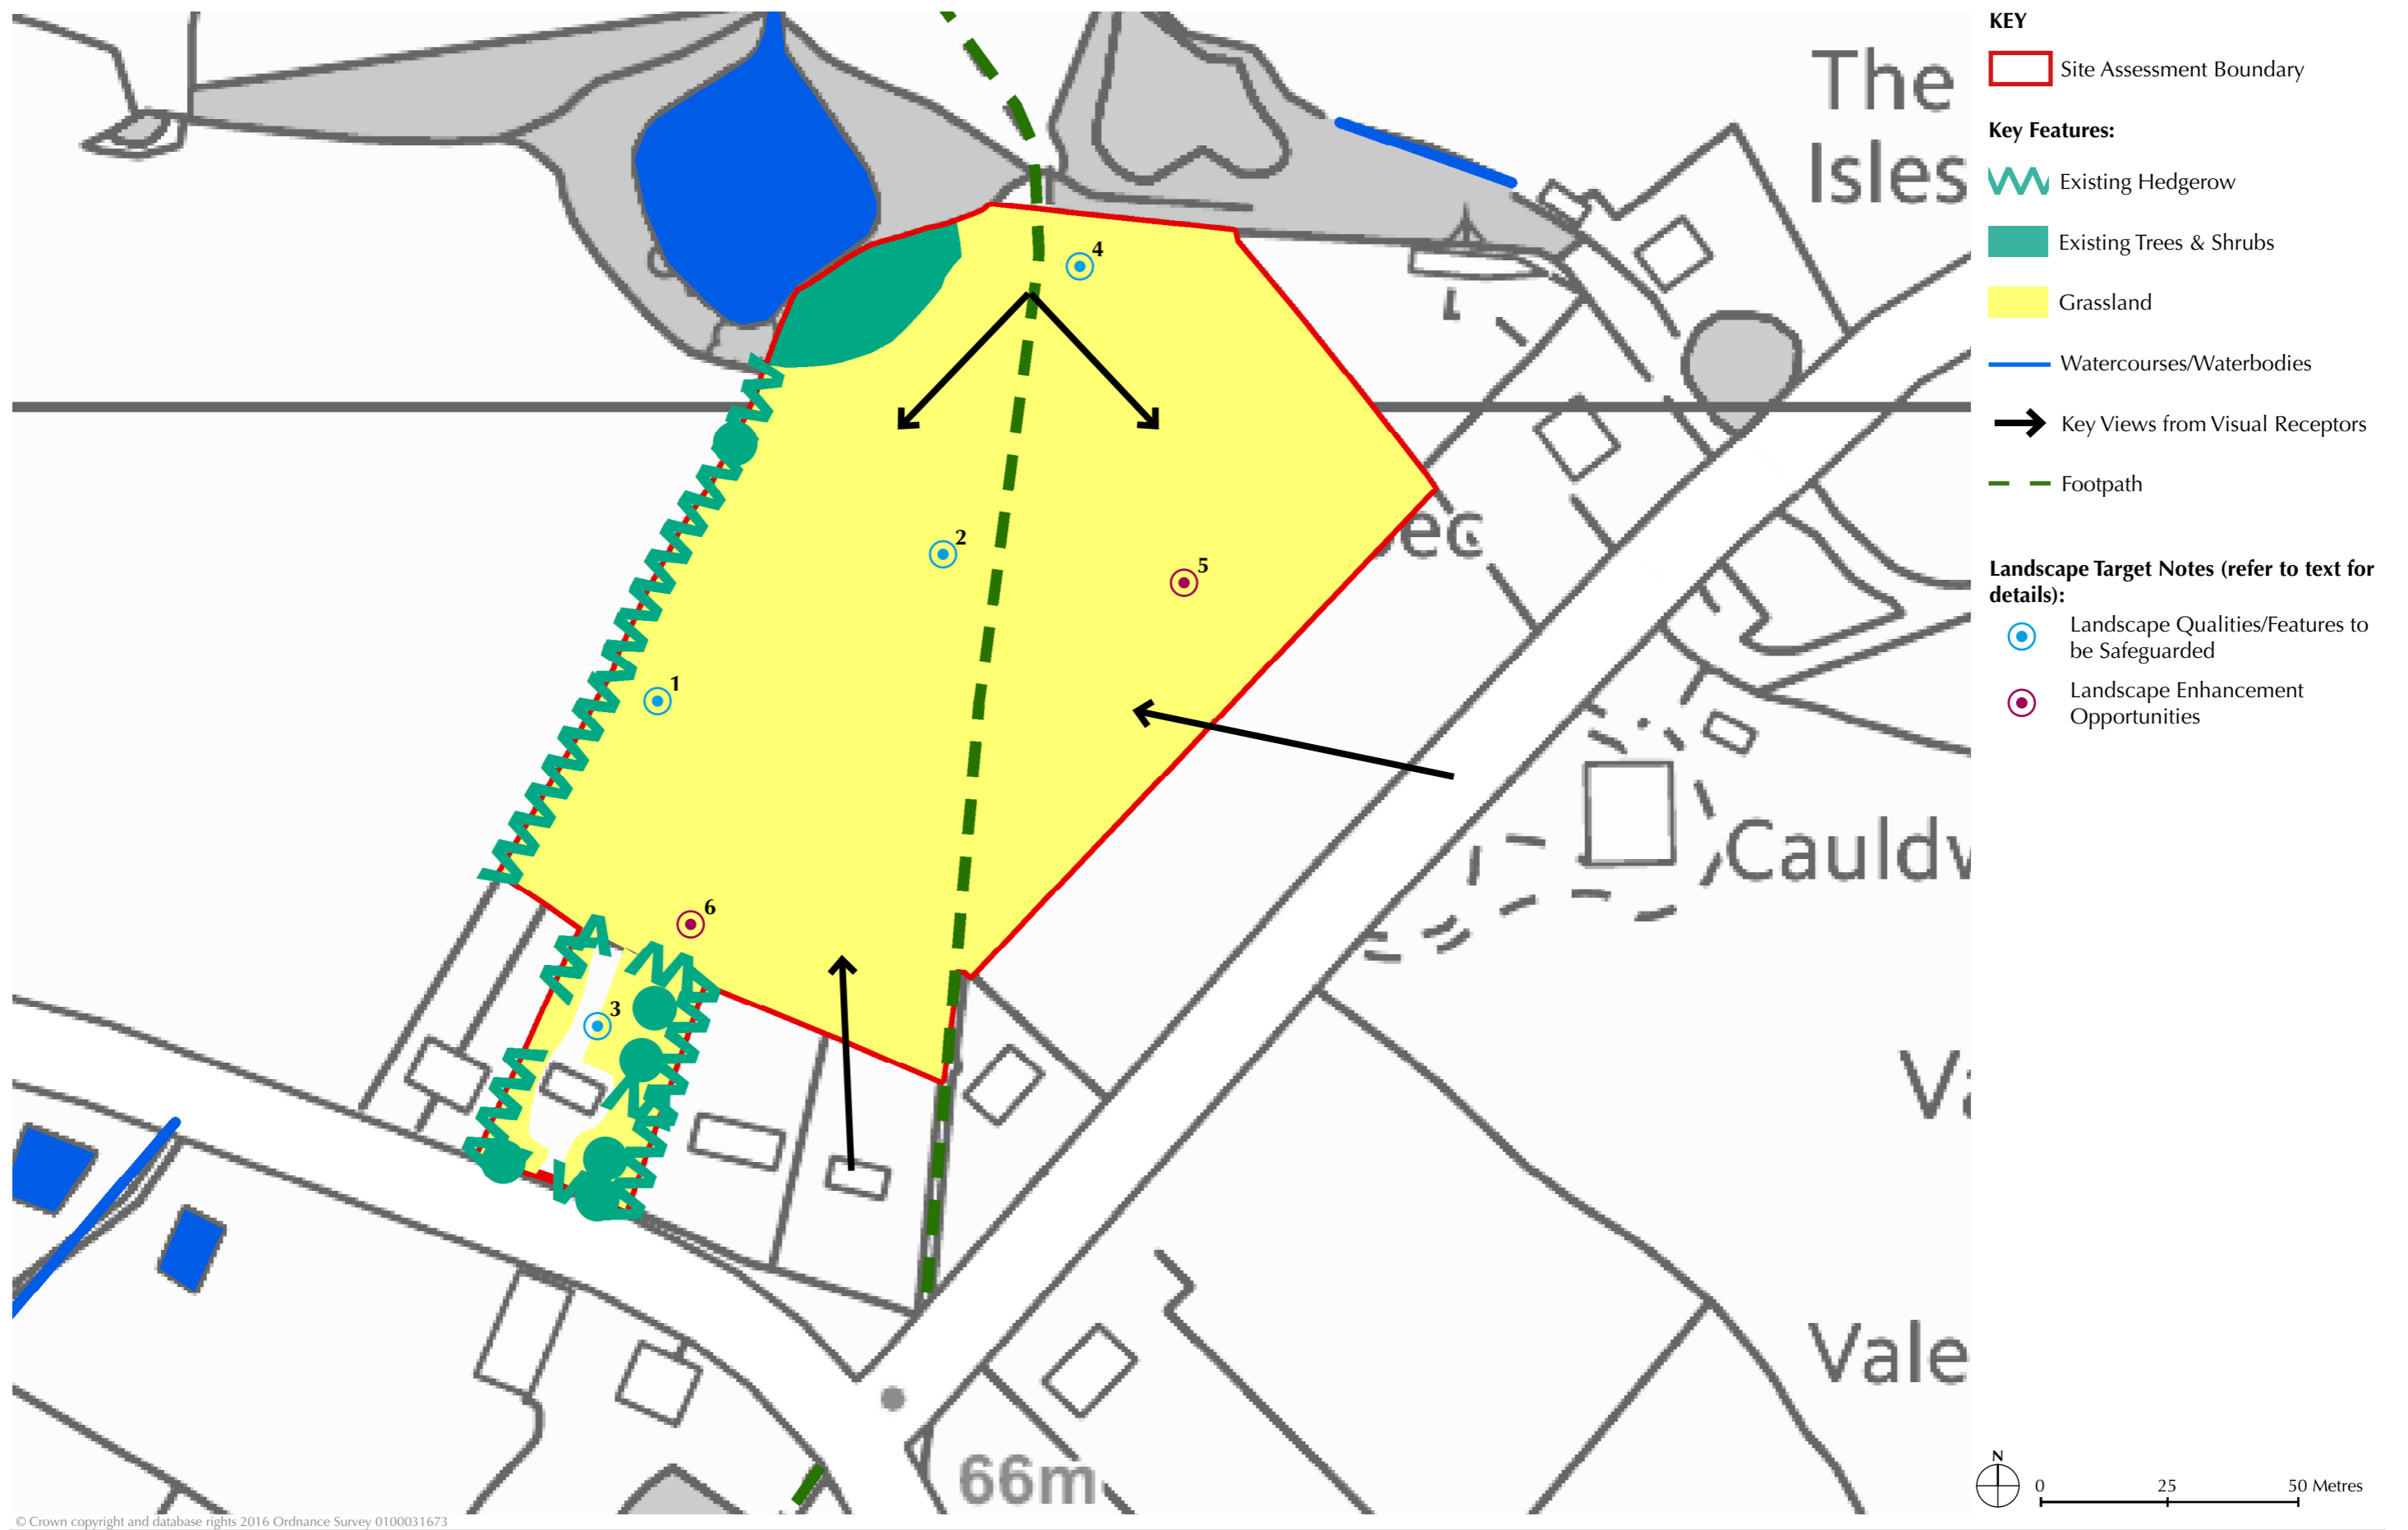 The
Isles
4
2
5
ec
1
6
3
Cauldw
Va
Vale
66m
© Crown copyright and database rights 2016 Ordnance Survey 0100031673
KEY
Site Assessment Boundary
Key Features:
Existing Hedgerow
Existing Trees & Shrubs
Grassland
Watercourses/Waterbodies
Key Views from Visual Receptors
Footpath
Landscape Target Notes (refer to text for
details):
Landscape Qualities/Features to
be Safeguarded
Landscape Enhancement
Opportunities
N
0 25 50 Metres